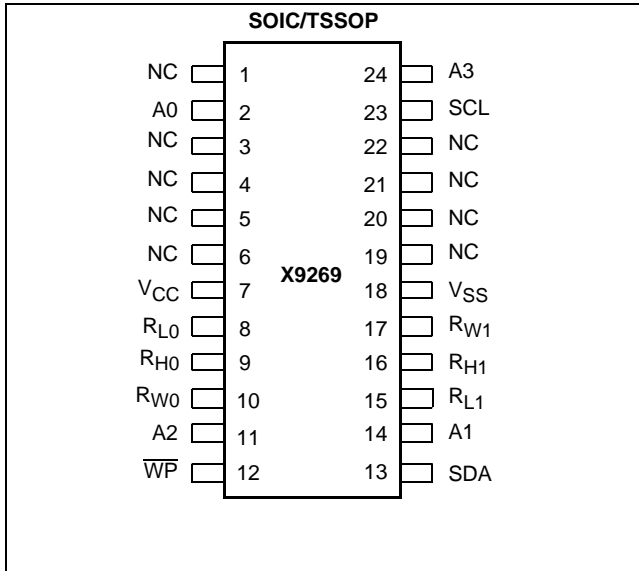 SOIC/TSSOP
NC 1 24 A3
A0 2 23 SCL
NC 3 22 NC
NC 4 21 NC
NC 5 20 NC
NC 6 19 NC
X9269
VCC 7 18 VSS
RL0 8 17 RW1
RH0 9 16 RH1
RW0 10 15 RL1
A2 11 14 A1
WP 12 13 SDA